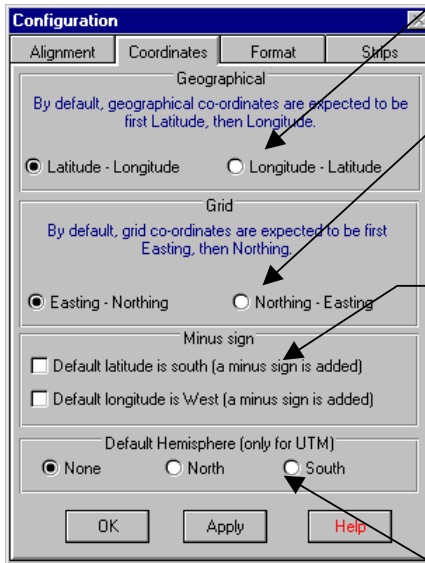 Configuration
Alignment Coordinates Format Strips
Geographical
By default, geographical co-ordinates are expected to be
first Latitude, then Longitude.
Latitude - Longitude Longitude - Latitude
Grid
By default, grid co-ordinates are expected to be first
Easting, then Northing.
Easting - Northing Northing - Easting
Minus sign
Default latitude is south (a minus sign is added)
Default longitude is West (a minus sign is added)
Default Hemisphere (only for UTM)
None North South
OK Apply Help